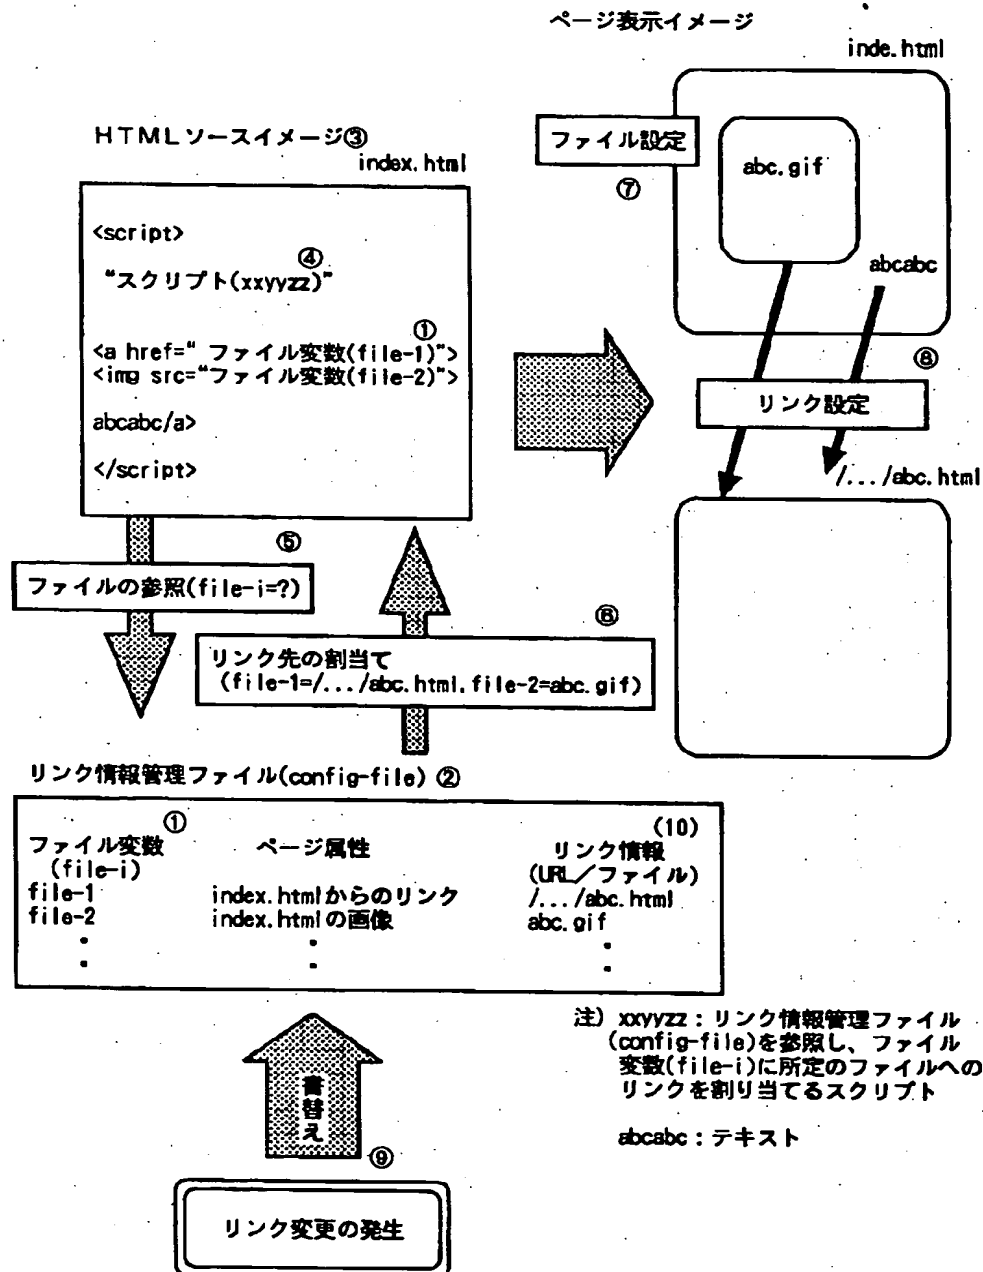 ページ表示イメージ
inde.html
HTMLソースイメージ③
index.html
ファイル設定
⑦
abc.gif
abcabc
<script>
④
“スクリプト(xxyyzz)”
①
<a href=“ ファイル変数(file-1)”>
<img src=“ファイル変数(file-2)”>
abcabc/a>
</script>
⑧
リンク設定
/.../abc.html
⑤
ファイルの参照(file-i=?)
⑥
リンク先の割当て
(file-1=/.../abc.html.file-2=abc.gif)
リンク情報管理ファイル(config-file) ②
①
(10)
ファイル変数 ページ属性 リンク情報
(file-i) (URL/ファイル)
file-1 index.htmlからのリンク /.../abc.html
file-2 index.htmlの画像 abc.gif
注) xxyyzz:リンク情報管理ファイル
(config-file)を参照し、ファイル
変数(file-i)に所定のファイルへの
リンクを割り当てるスクリプト
abcabc:テキスト
書替え
⑨
リンク変更の発生